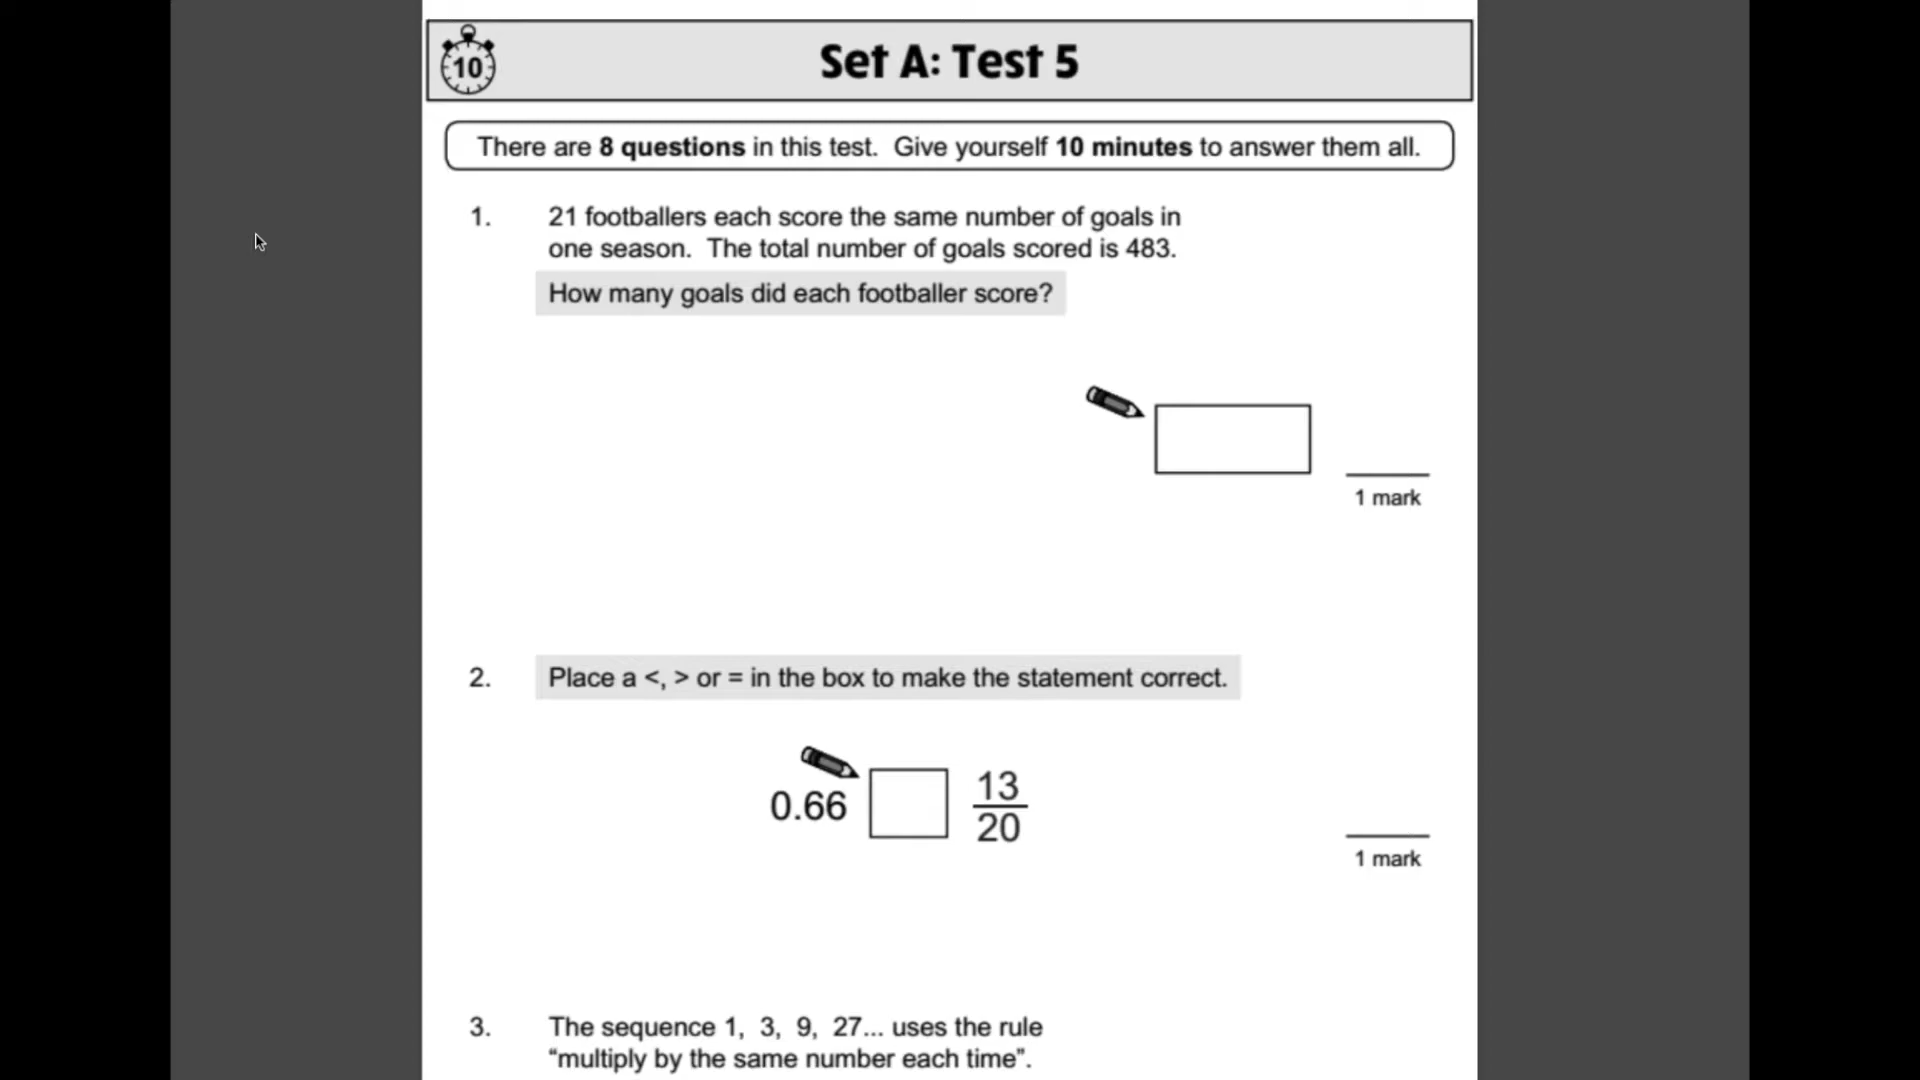 10
Set A: Test 5
There are 8 questions in this test. Give yourself 10 minutes to answer them all.
1. 21 footballers each score the same number of goals in
one season. The total number of goals scored is 483.
How many goals did each footballer score?
1 mark
2. Place a <, > or = in the box to make the statement correct.
0.66 13/20
1 mark
3. The sequence 1, 3, 9, 27... uses the rule
“multiply by the same number each time”.